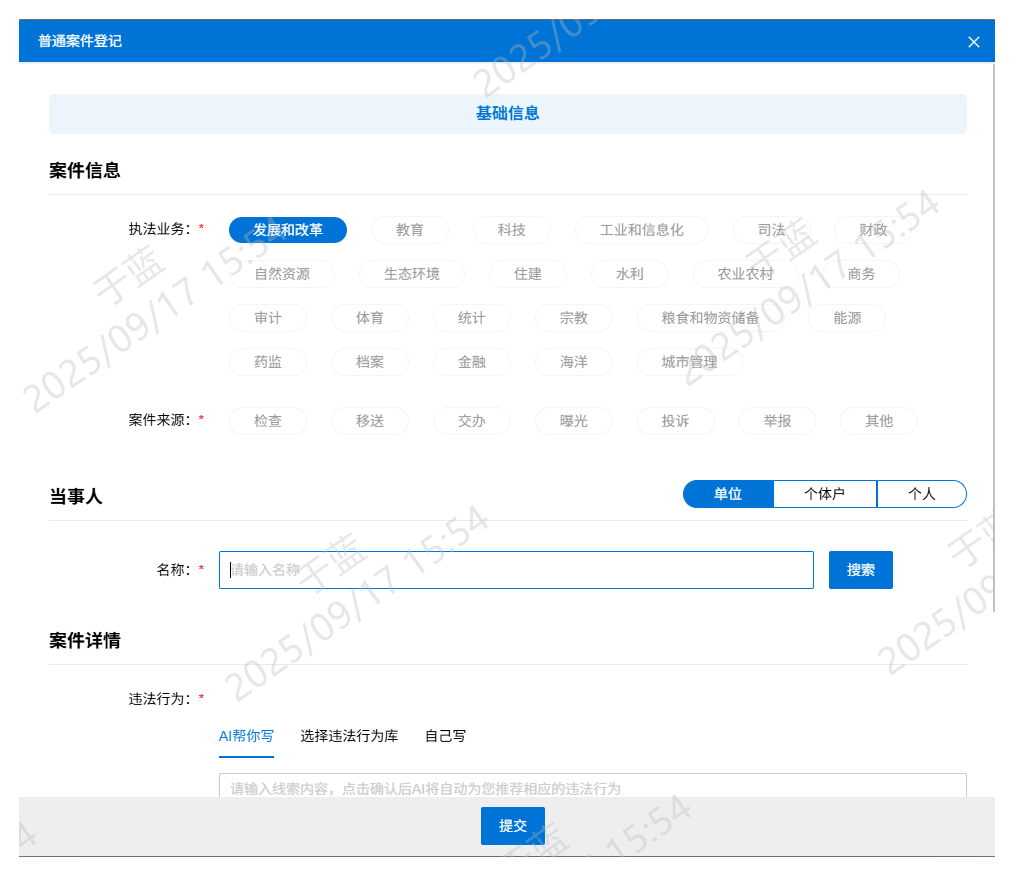 普通案件登记
基础信息
案件信息
执法业务：* 发展和改革 教育 科技 工业和信息化 司法 财政
自然资源 生态环境 住建 水利 农业农村 商务
审计 体育 统计 宗教 粮食和物资储备 能源
药监 档案 金融 海洋 城市管理
案件来源：* 检查 移送 交办 曝光 投诉 举报 其他
当事人 单位 个体户 个人
名称：* 请输入名称 搜索
案件详情
违法行为：*
AI帮你写 选择违法行为库 自己写
请输入线索内容，点击确认后AI将自动为您推荐相应的违法行为
提交
于蓝
2025/09/17 15:54
于蓝
2025/09/17 15:54
于蓝
2025/09/17 15:54